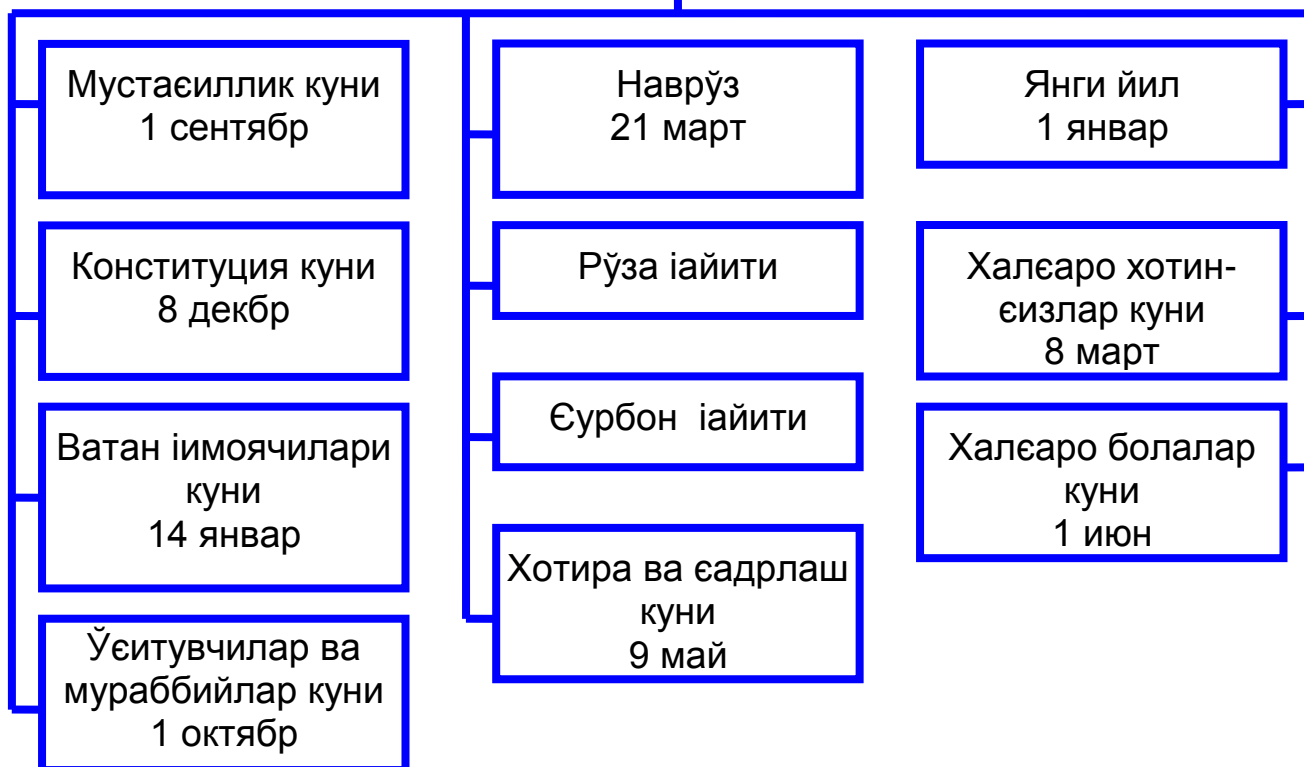 Мустаєиллик куни
1 сентябр
Конституция куни
8 декбр
Ватан іимоячилари
куни
14 январ
Ўєитувчилар ва
мураббийлар куни
1 октябр
Наврўз
21 март
Рўза іайити
Єурбон іайити
Хотира ва єадрлаш
куни
9 май
Янги йил
1 январ
Халєаро хотин-
єизлар куни
8 март
Халєаро болалар
куни
1 июн